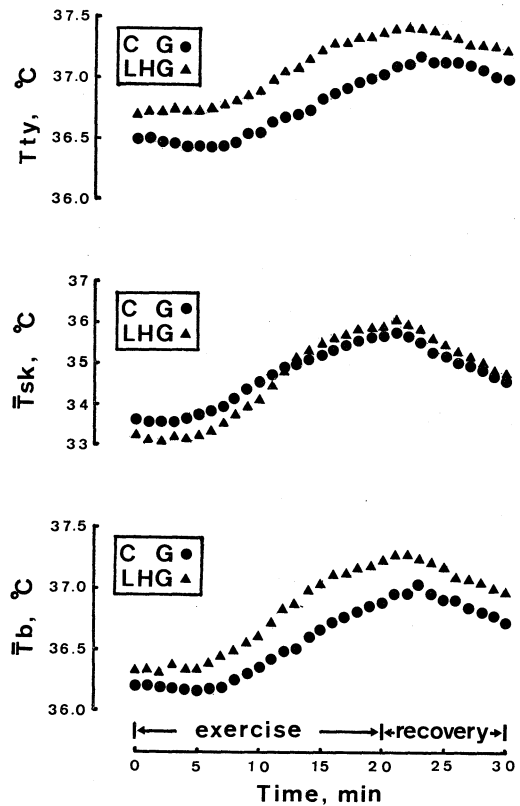 37.5
37.0
36.5
36.0
Tty, °C
C G ●
LHG ▲
37
36
35
34
33
T̿sk, °C
C G ●
LHG ▲
37.5
37.0
36.5
36.0
T̿b, °C
C G ●
LHG ▲
exercise
recovery
0 5 10 15 20 25 30
Time, min